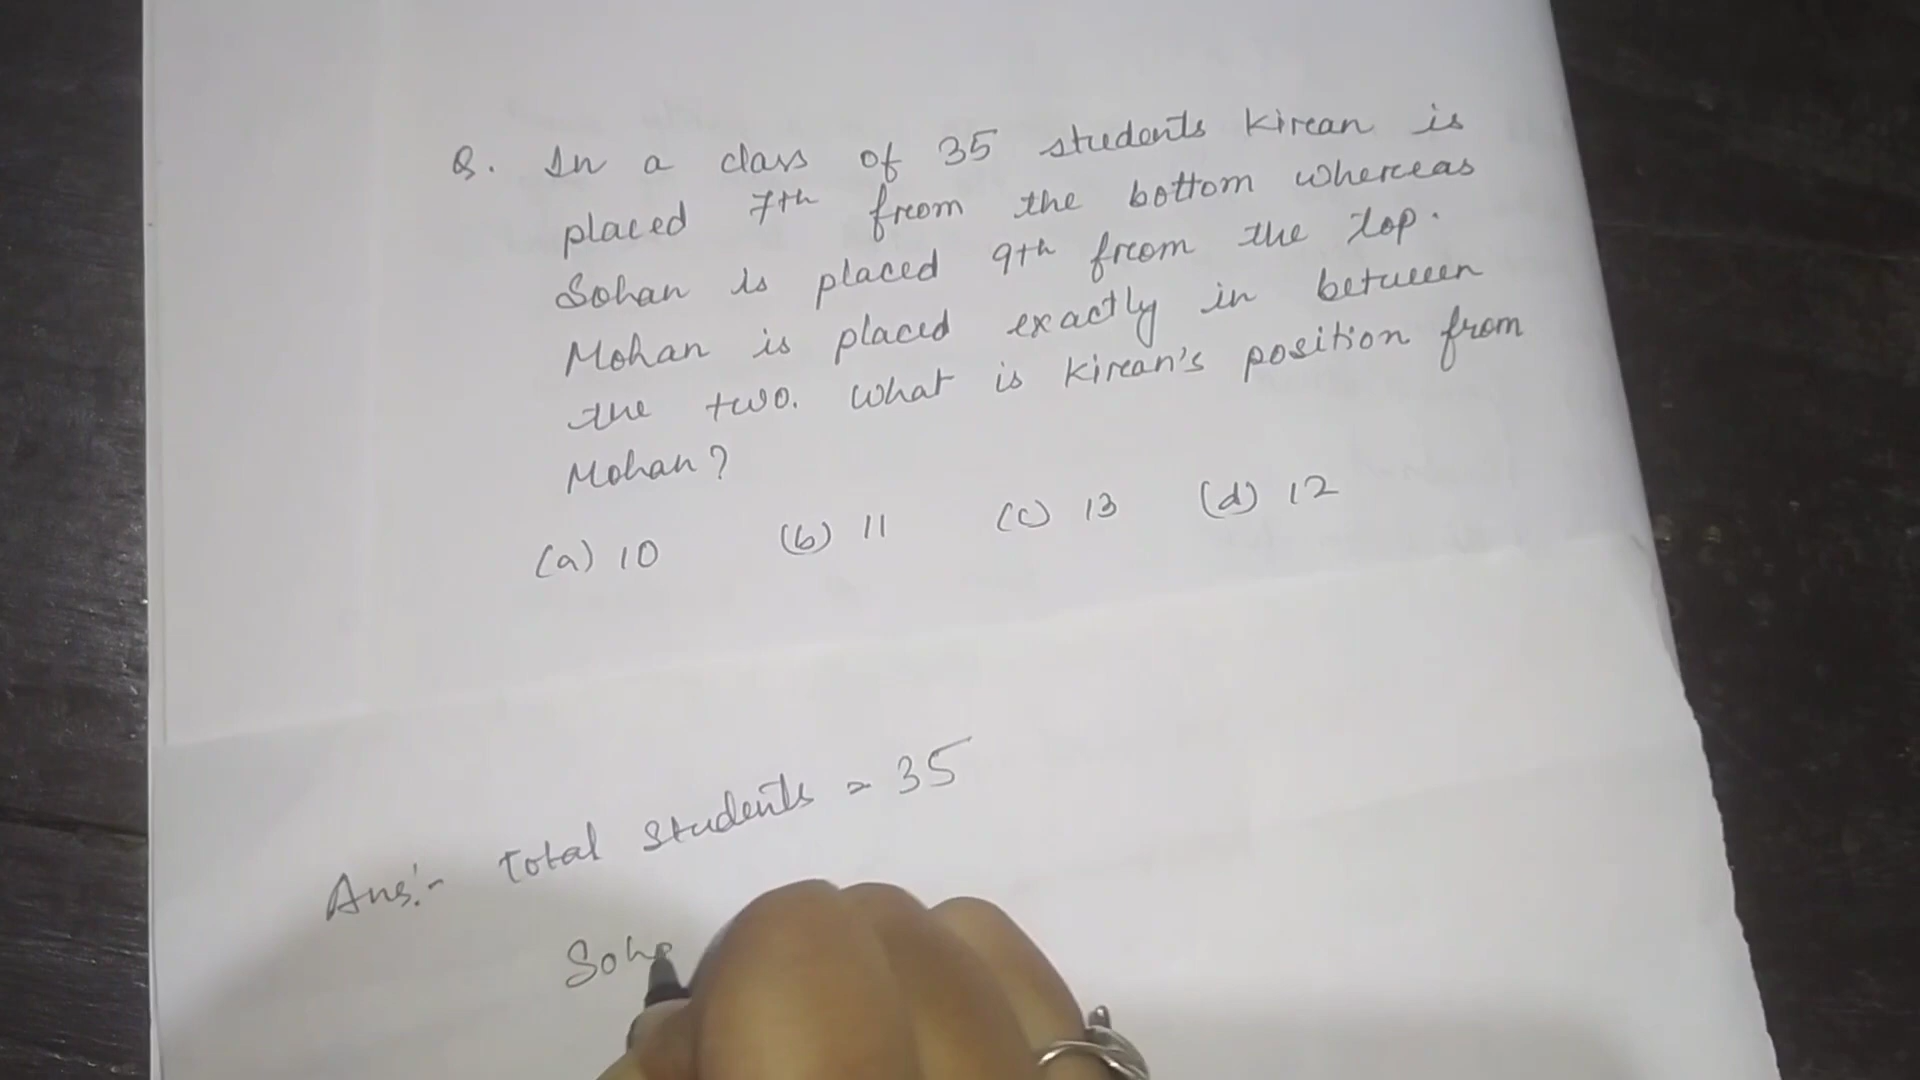 Q. In a class of 35 students Kiran is
placed 7th from the bottom whereas
Sohan is placed 9th from the top.
Mohan is placed exactly in between
the two. What is Kiran's position from
Mohan?
(a) 10 (b) 11 (c) 13 (d) 12
Ans:- Total students = 35
Soha